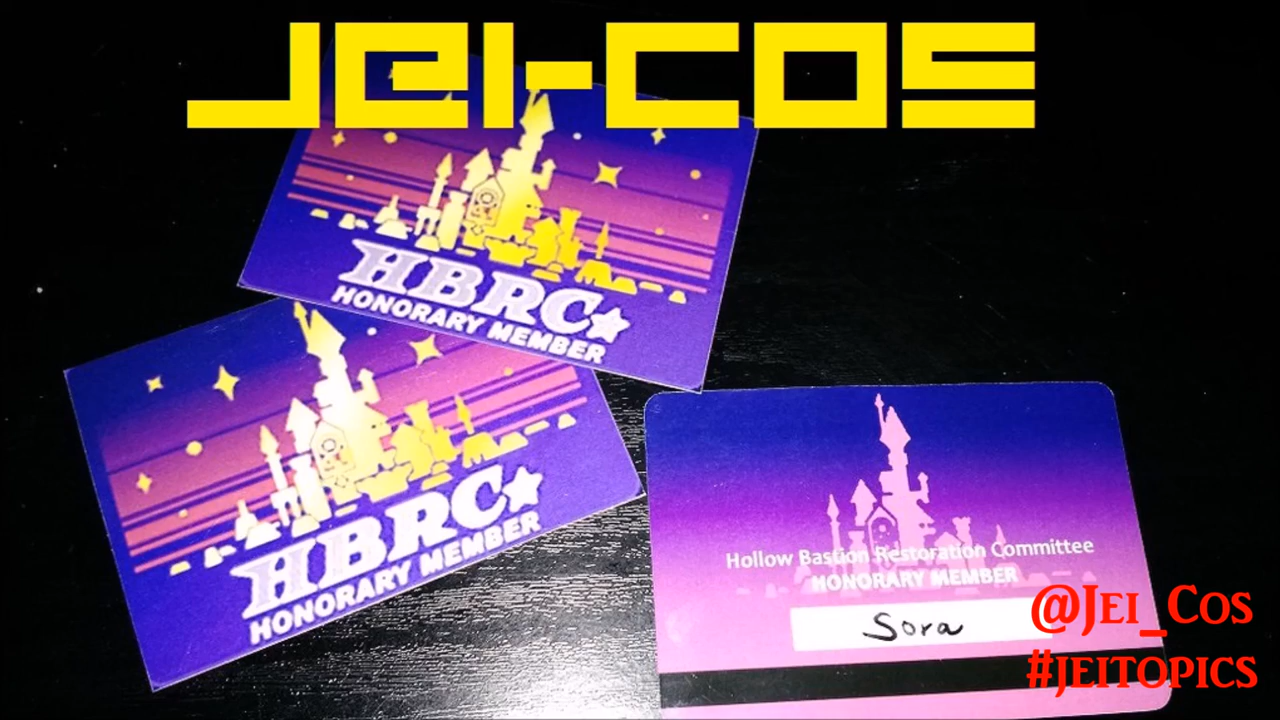 JEI-COS
HBRC
HONORARY MEMBER
HBRC
HONORARY MEMBER
Hollow Bastion Restoration Committee
HONORARY MEMBER
Sora
@Jei_Cos
#jeitopics